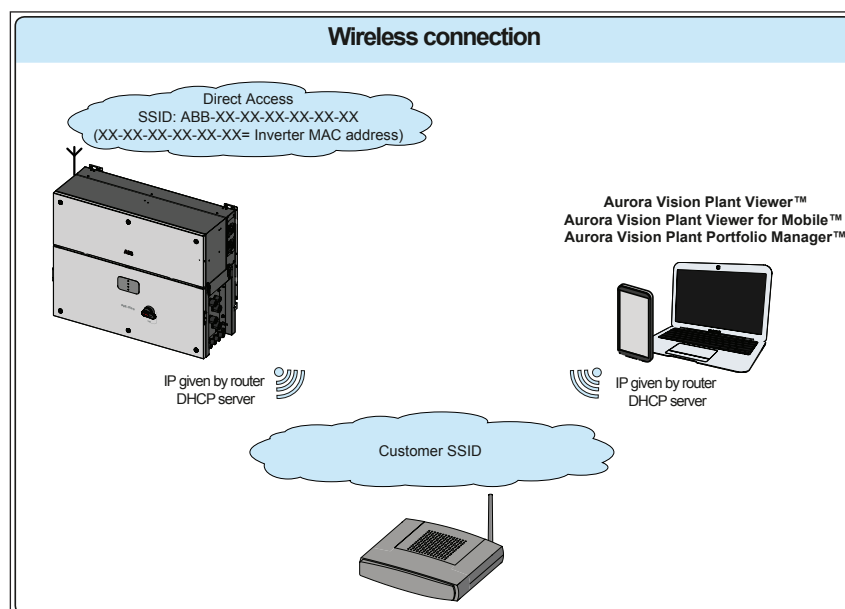 Wireless connection
Direct Access
SSID: ABB-XX-XX-XX-XX-XX-XX
(XX-XX-XX-XX-XX-XX= Inverter MAC address)
Aurora Vision Plant Viewer™
Aurora Vision Plant Viewer for Mobile™
Aurora Vision Plant Portfolio Manager™
ABB
IP given by router
DHCP server
IP given by router
DHCP server
Customer SSID